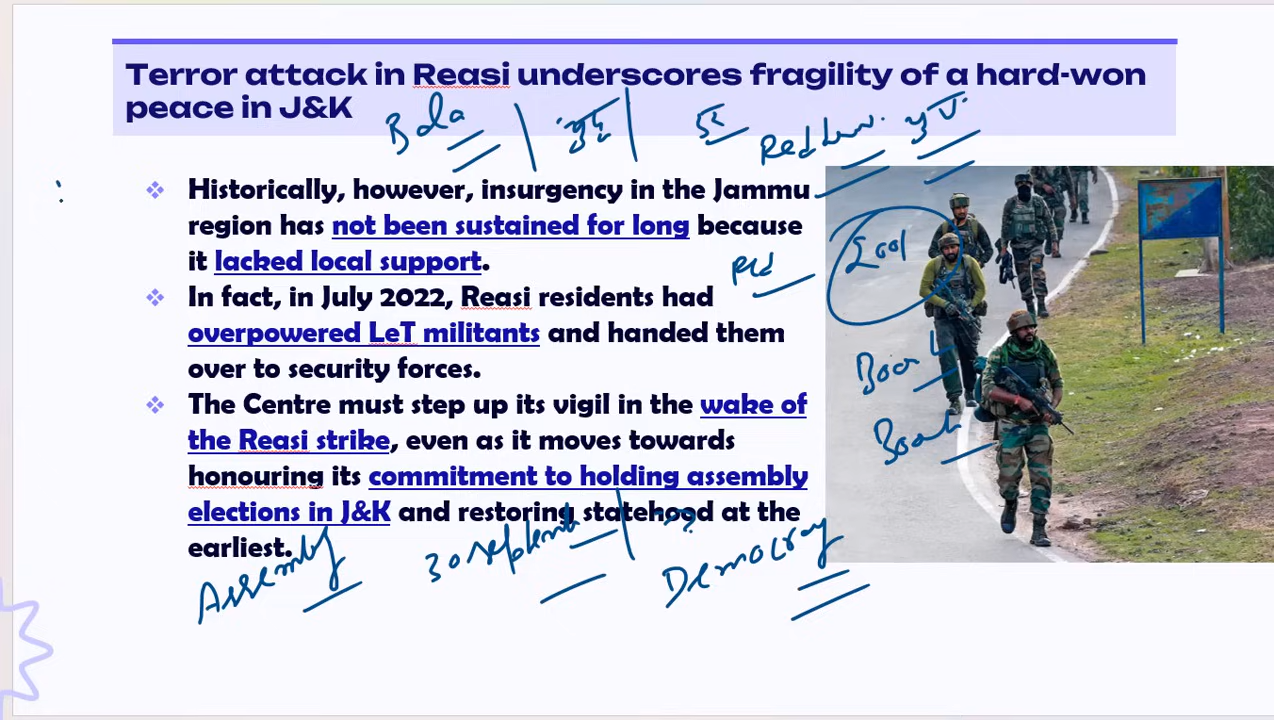 Terror attack in Reasi underscores fragility of a hard-won
peace in J&K
Historically, however, insurgency in the Jammu
region has not been sustained for long because
it lacked local support.
In fact, in July 2022, Reasi residents had
overpowered LeT militants and handed them
over to security forces.
The Centre must step up its vigil in the wake of
the Reasi strike, even as it moves towards
honouring its commitment to holding assembly
elections in J&K and restoring statehood at the
earliest.
Assembly
Democracy